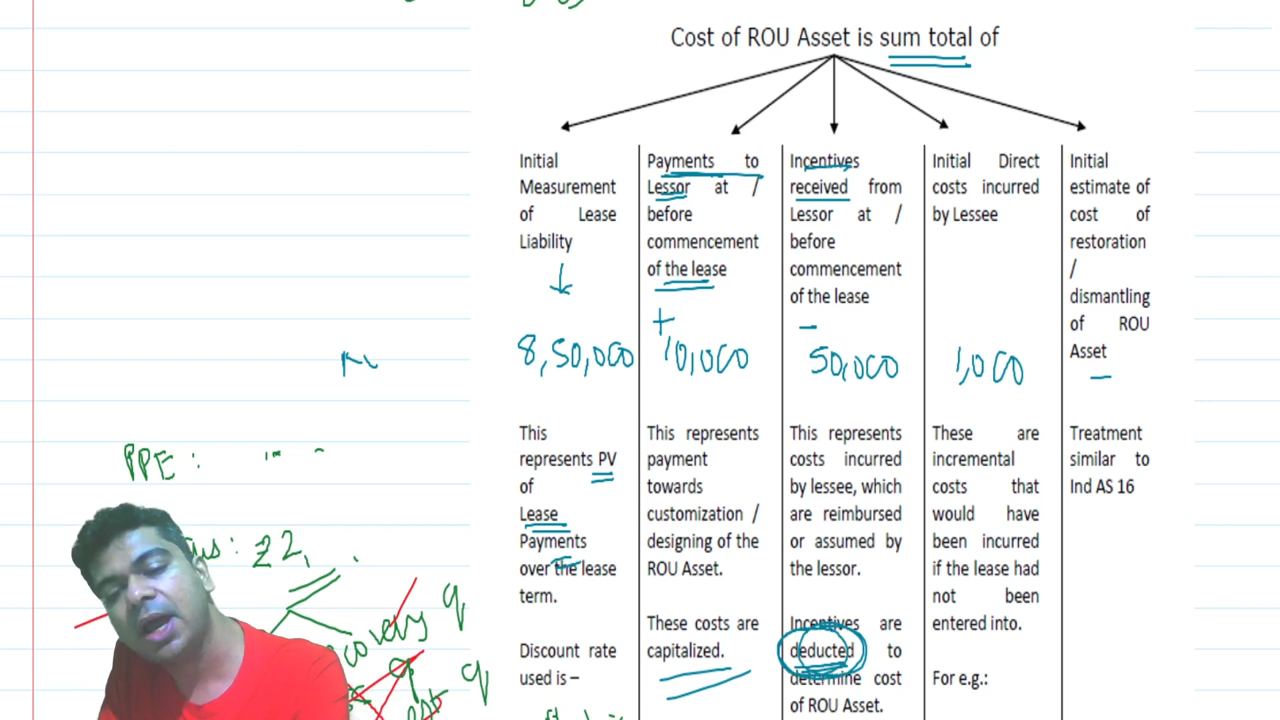 Cost of ROU Asset is sum total of
Initial
Measurement
of Lease
Liability
8,50,000
This
represents PV
of
Lease
Payments
over the lease
term.
Discount rate
used is –
Payments to
Lessor at /
before
commencement
of the lease
+
10,000
This represents
payment
towards
customization /
designing of the
ROU Asset.
These costs are
capitalized.
Incentives
received from
Lessor at /
before
commencement
of the lease
–
50,000
This represents
costs incurred
by lessee, which
are reimbursed
or assumed by
the lessor.
Incentives are
deducted to
determine cost
of ROU Asset.
Initial Direct
costs incurred
by Lessee
1,000
These are
incremental
costs that
would have
been incurred
if the lease had
not been
entered into.
For e.g.:
Initial
estimate of
cost of
restoration
/
dismantling
of ROU
Asset
–
Treatment
similar to
Ind AS 16
PPE :